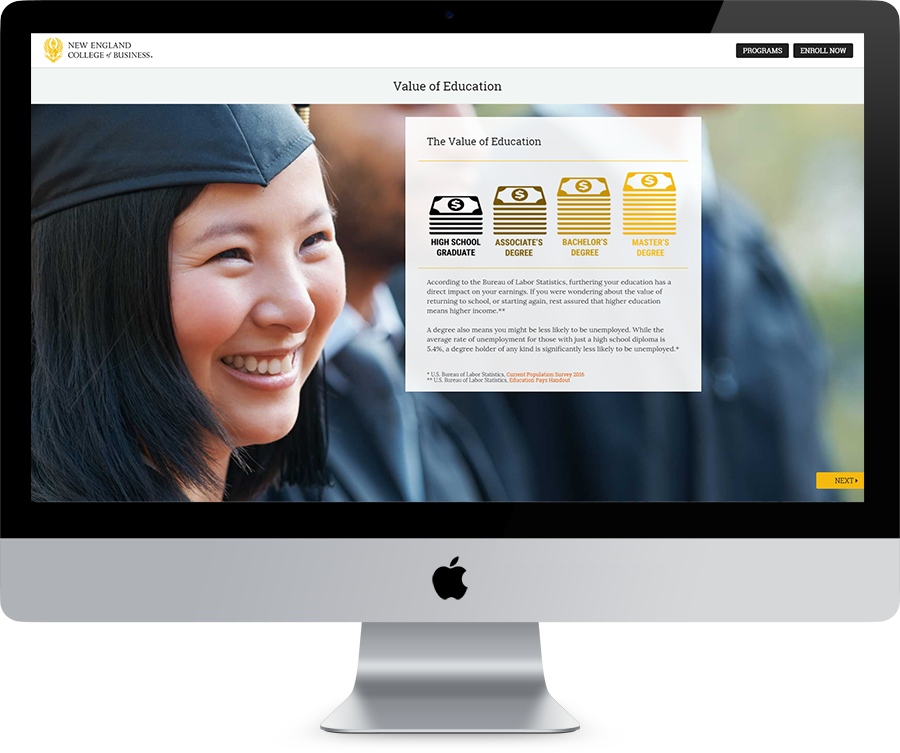 NEW ENGLAND
COLLEGE of BUSINESS.
PROGRAMS
ENROLL NOW
Value of Education
The Value of Education
HIGH SCHOOL
GRADUATE
ASSOCIATE'S
DEGREE
BACHELOR'S
DEGREE
MASTER'S
DEGREE
According to the Bureau of Labor Statistics, furthering your education has a
direct impact on your earnings. If you were wondering about the value of
returning to school, or starting again, rest assured that higher education
means higher income.**
A degree also means you might be less likely to be unemployed. While the
average rate of unemployment for those with just a high school diploma is
5.4%, a degree holder of any kind is significantly less likely to be unemployed.*
* U.S. Bureau of Labor Statistics, Current Population Survey 2016
** U.S. Bureau of Labor Statistics, Education Pays Handout
NEXT